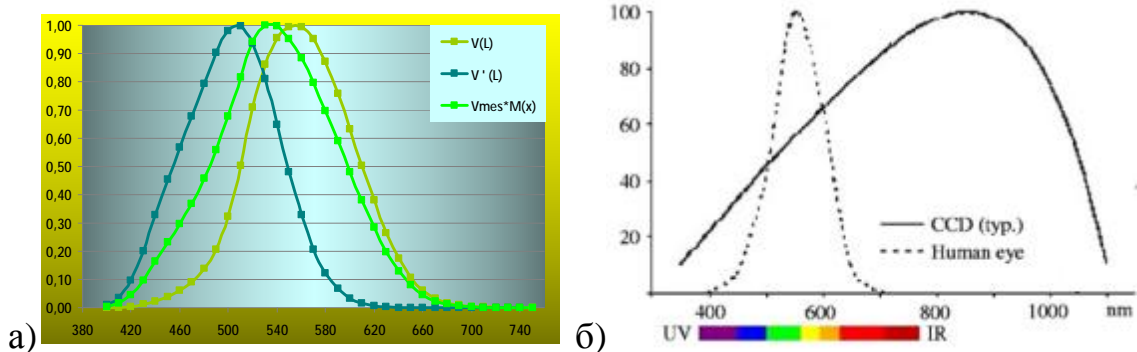 а)
1,00
0,90
0,80
0,70
0,60
0,50
0,40
0,30
0,20
0,10
0,00
380 420 460 500 540 580 620 660 700 740
V(L)
V ' (L)
Vmes*M(x)
б)
100
80
60
40
20
CCD (typ.)
Human eye
400 600 800 1000 nm
UV IR